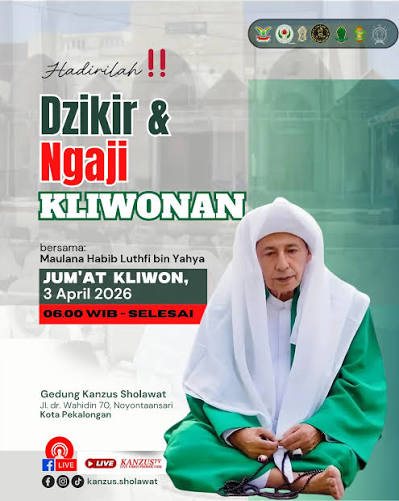 Hadirilah !!
Dzikir &
Ngaji
KLIWONAN
bersama:
Maulana Habib Luthfi bin Yahya
JUM'AT KLIWON,
3 April 2026
06.00 WIB - SELESAI
Gedung Kanzus Sholawat
Jl. dr. Wahidin 70, Noyontaansari
Kota Pekalongan
LIVE
LIVE KANZUS TV
kanzus.sholawat